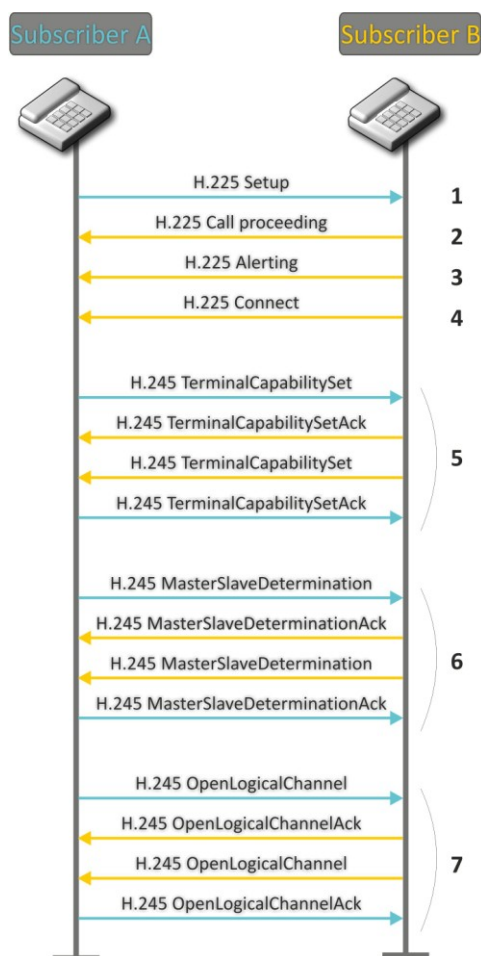 Subscriber A
Subscriber B
H.225 Setup
1
H.225 Call proceeding
2
H.225 Alerting
3
H.225 Connect
4
H.245 TerminalCapabilitySet
H.245 TerminalCapabilitySetAck
5
H.245 TerminalCapabilitySet
H.245 TerminalCapabilitySetAck
H.245 MasterSlaveDetermination
H.245 MasterSlaveDeterminationAck
6
H.245 MasterSlaveDetermination
H.245 MasterSlaveDeterminationAck
H.245 OpenLogicalChannel
H.245 OpenLogicalChannelAck
7
H.245 OpenLogicalChannel
H.245 OpenLogicalChannelAck